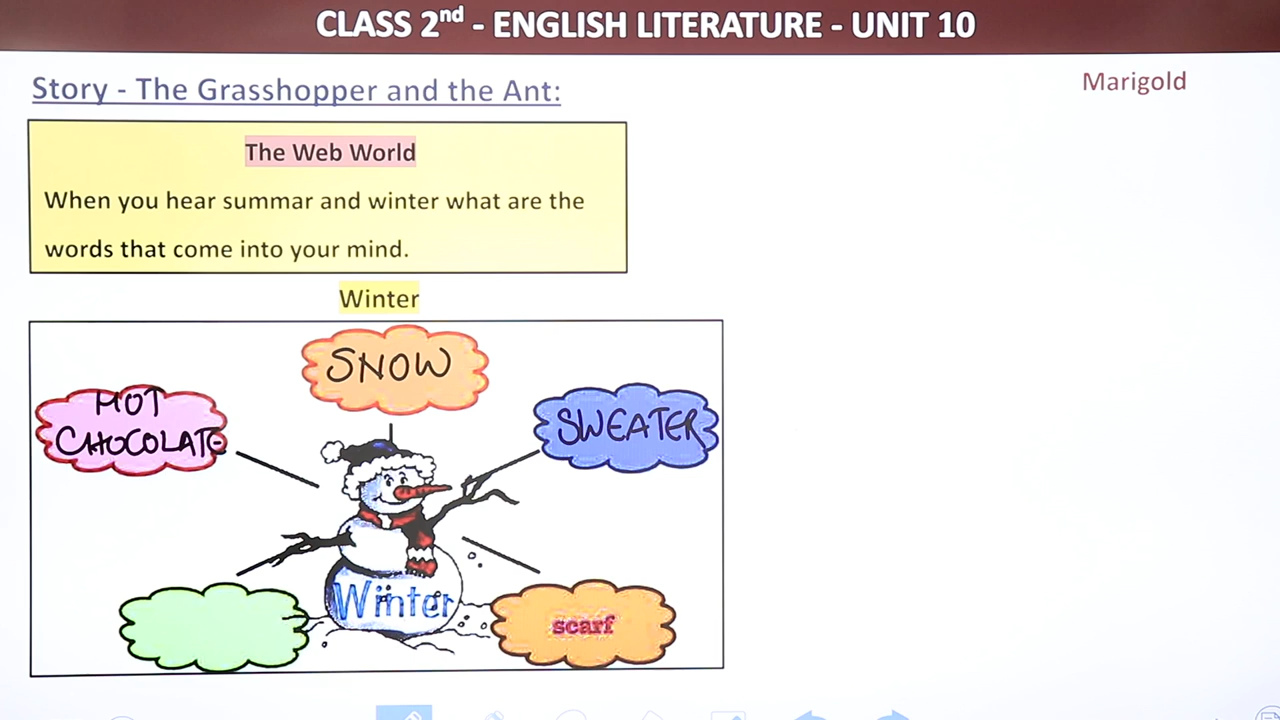 CLASS 2nd - ENGLISH LITERATURE - UNIT 10
Story - The Grasshopper and the Ant:
Marigold
The Web World
When you hear summar and winter what are the
words that come into your mind.
Winter
SNOW
HOT
CHOCOLATE
SWEATER
Winter
scarf